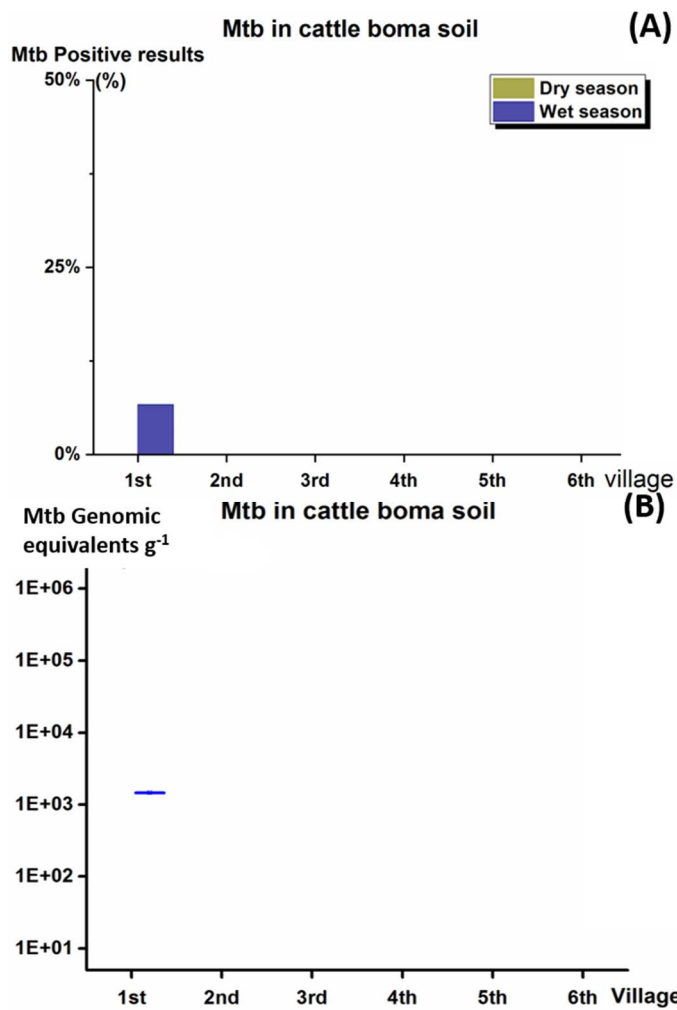 Mtb in cattle boma soil
(A)
Mtb Positive results
(%)
50%
25%
0%
Dry season
Wet season
1st 2nd 3rd 4th 5th 6th village
Mtb in cattle boma soil
(B)
Mtb Genomic
equivalents g-1
1E+06
1E+05
1E+04
1E+03
1E+02
1E+01
1st 2nd 3rd 4th 5th 6th Village